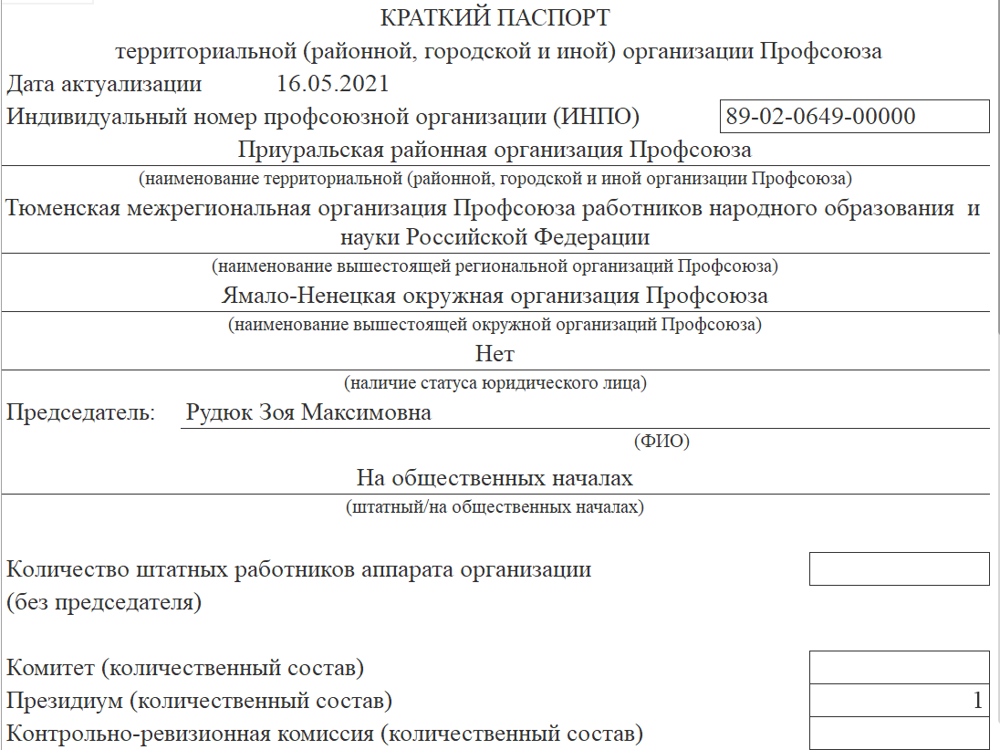 КРАТКИЙ ПАСПОРТ
территориальной (районной, городской и иной) организации Профсоюза
Дата актуализации 16.05.2021
Индивидуальный номер профсоюзной организации (ИНПО) 89-02-0649-00000
Приуральская районная организация Профсоюза
(наименование территориальной (районной, городской и иной организации Профсоюза)
Тюменская межрегиональная организация Профсоюза работников народного образования и
науки Российской Федерации
(наименование вышестоящей региональной организаций Профсоюза)
Ямало-Ненецкая окружная организация Профсоюза
(наименование вышестоящей окружной организаций Профсоюза)
Нет
(наличие статуса юридического лица)
Председатель: Рудюк Зоя Максимовна
(ФИО)
На общественных началах
(штатный/на общественных началах)
Количество штатных работников аппарата организации
(без председателя)
Комитет (количественный состав)
Президиум (количественный состав) 1
Контрольно-ревизионная комиссия (количественный состав)